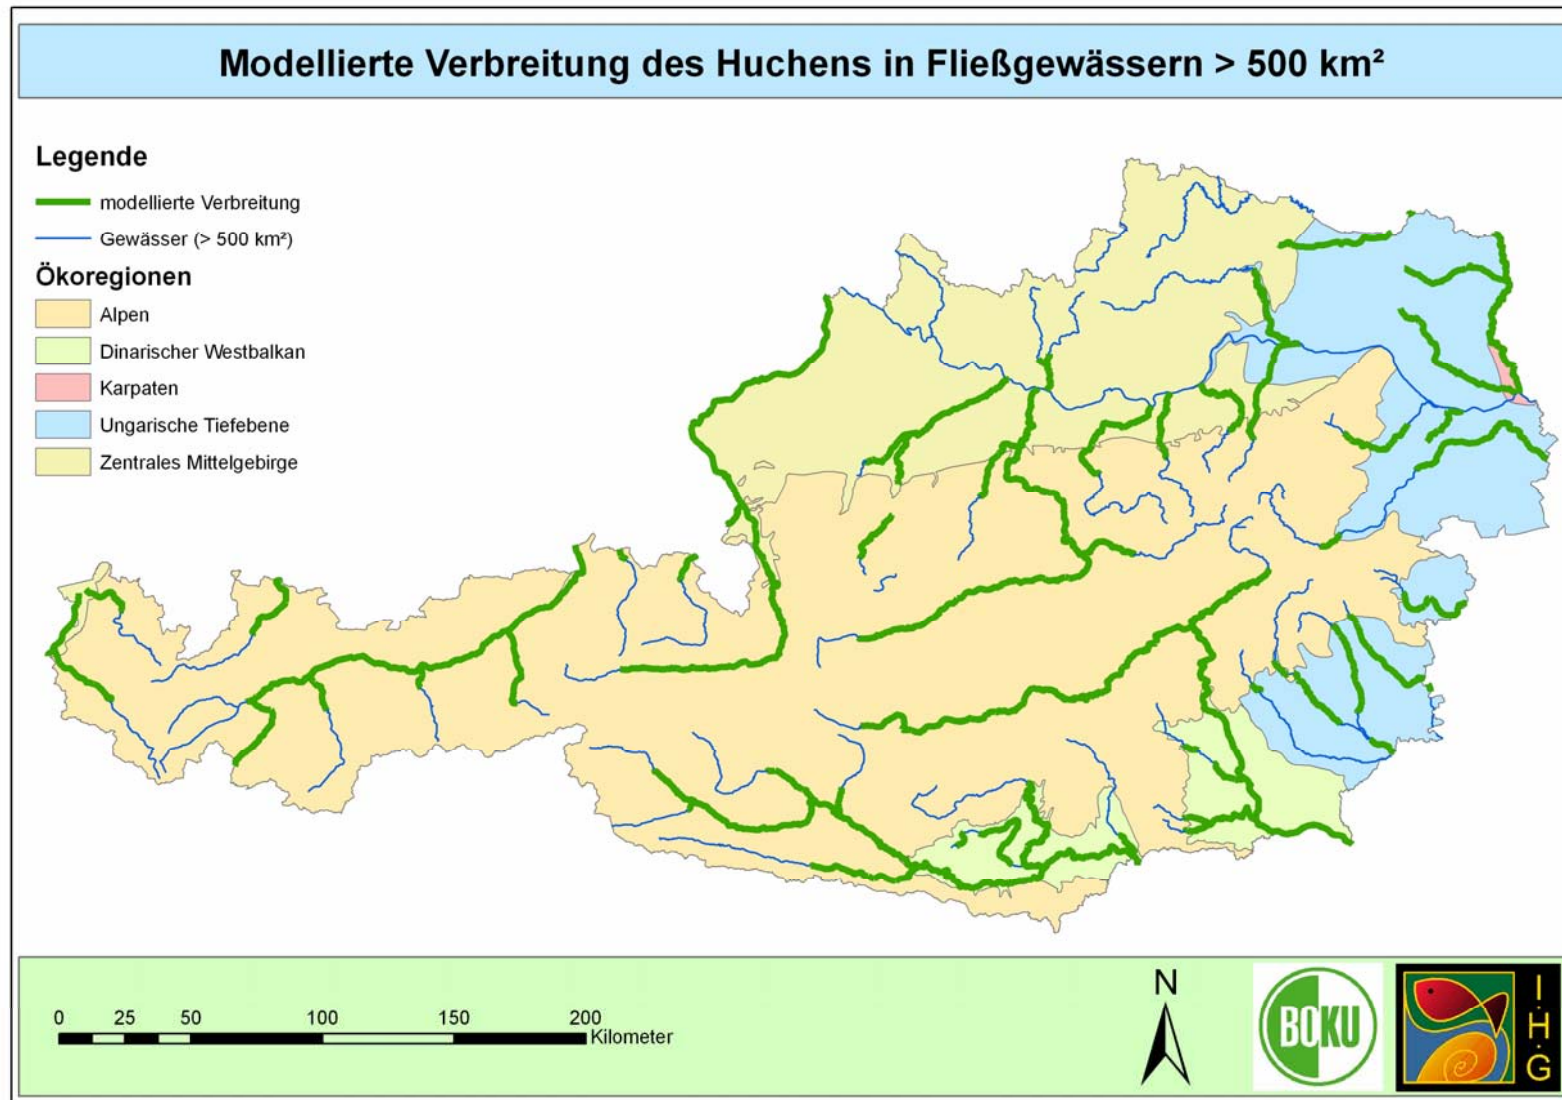 Modellierte Verbreitung des Huchens in Fließgewässern > 500 km²
Legende
modellierte Verbreitung
Gewässer (> 500 km²)
Ökoregionen
Alpen
Dinarischer Westbalkan
Karpaten
Ungarische Tiefebene
Zentrales Mittelgebirge
0 25 50 100 150 200
Kilometer
N
BOKU
I·H·G